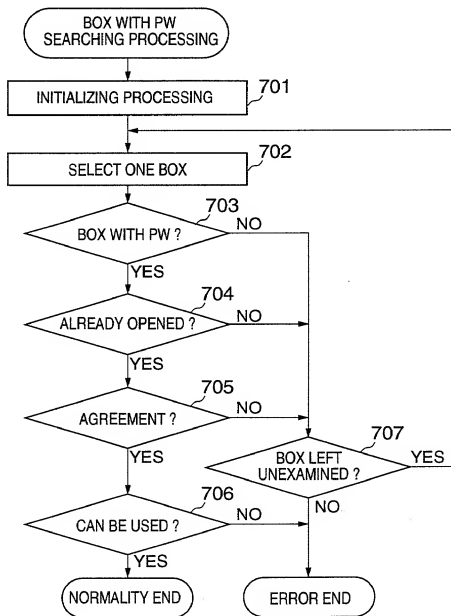 BOX WITH PW
SEARCHING PROCESSING
INITIALIZING PROCESSING
701
SELECT ONE BOX
702
703
BOX WITH PW ?
NO
YES
704
ALREADY OPENED ?
NO
YES
705
AGREEMENT ?
NO
YES
707
BOX LEFT
UNEXAMINED ?
YES
NO
706
CAN BE USED ?
NO
YES
NORMALITY END
ERROR END